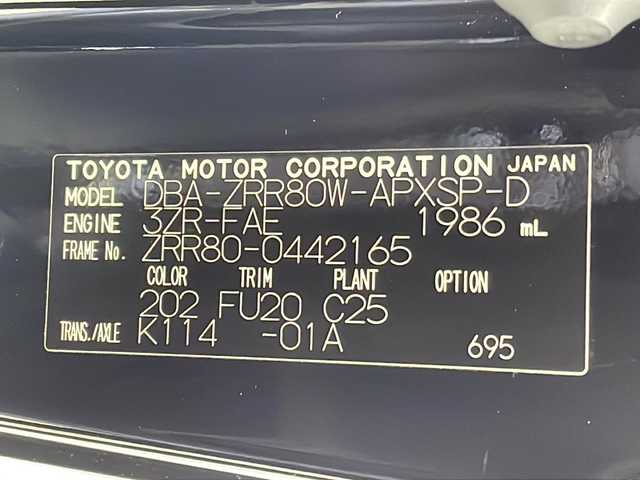 TOYOTA MOTOR CORPORATION JAPAN
MODEL DBA-ZRR80W-APXSP-D
ENGINE 3ZR-FAE 1986 mL
FRAME No. ZRR80-0442165
COLOR TRIM PLANT OPTION
202 FU20 C25
TRANS./AXLE K114 -01A 695